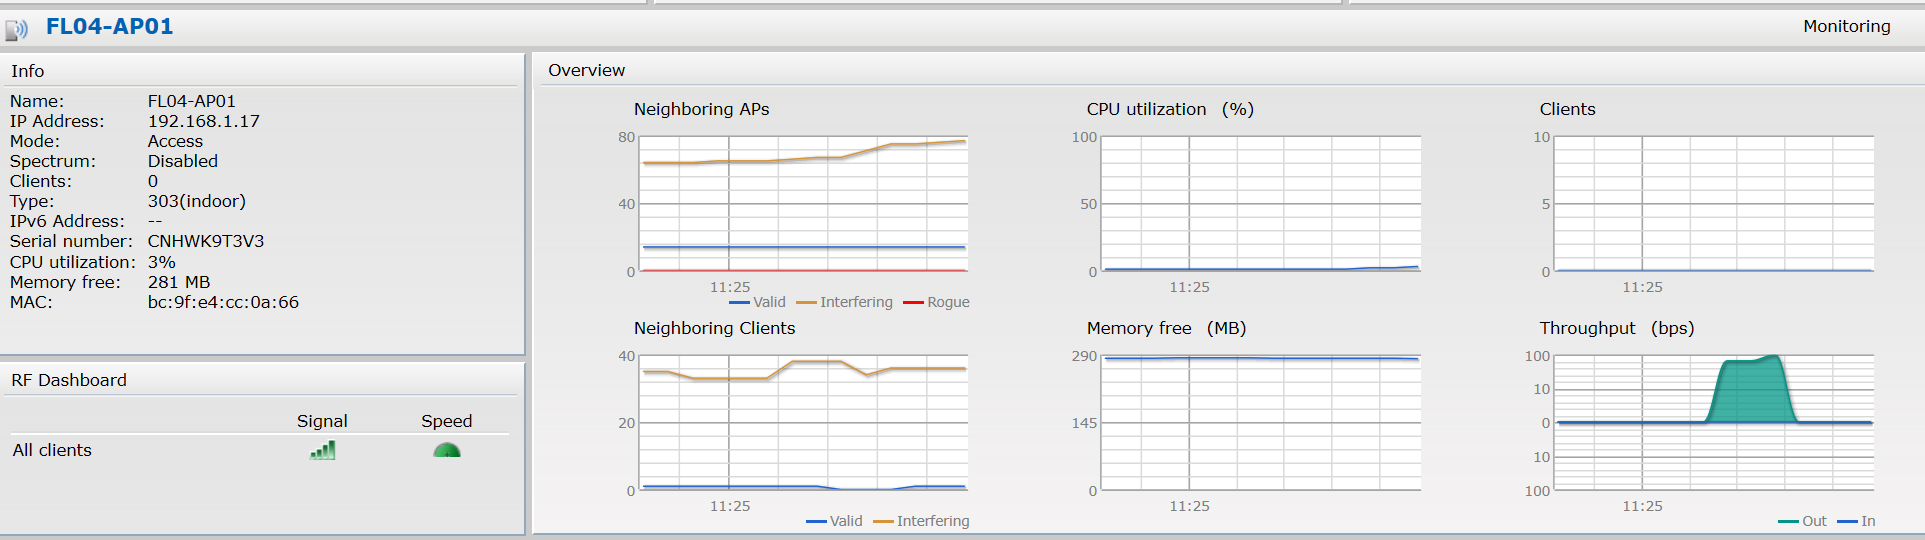 FL04-AP01
Monitoring
Info
Name: FL04-AP01
IP Address: 192.168.1.17
Mode: Access
Spectrum: Disabled
Clients: 0
Type: 303(indoor)
IPv6 Address: --
Serial number: CNHWK9T3V3
CPU utilization: 3%
Memory free: 281 MB
MAC: bc:9f:e4:cc:0a:66
RF Dashboard
Signal Speed
All clients
Overview
Neighboring APs
80
40
0
11:25
Valid Interfering Rogue
CPU utilization (%)
100
50
0
11:25
Clients
10
5
0
11:25
Neighboring Clients
40
20
0
11:25
Valid Interfering
Memory free (MB)
290
145
0
11:25
Throughput (bps)
100
10
0
10
100
11:25
Out In